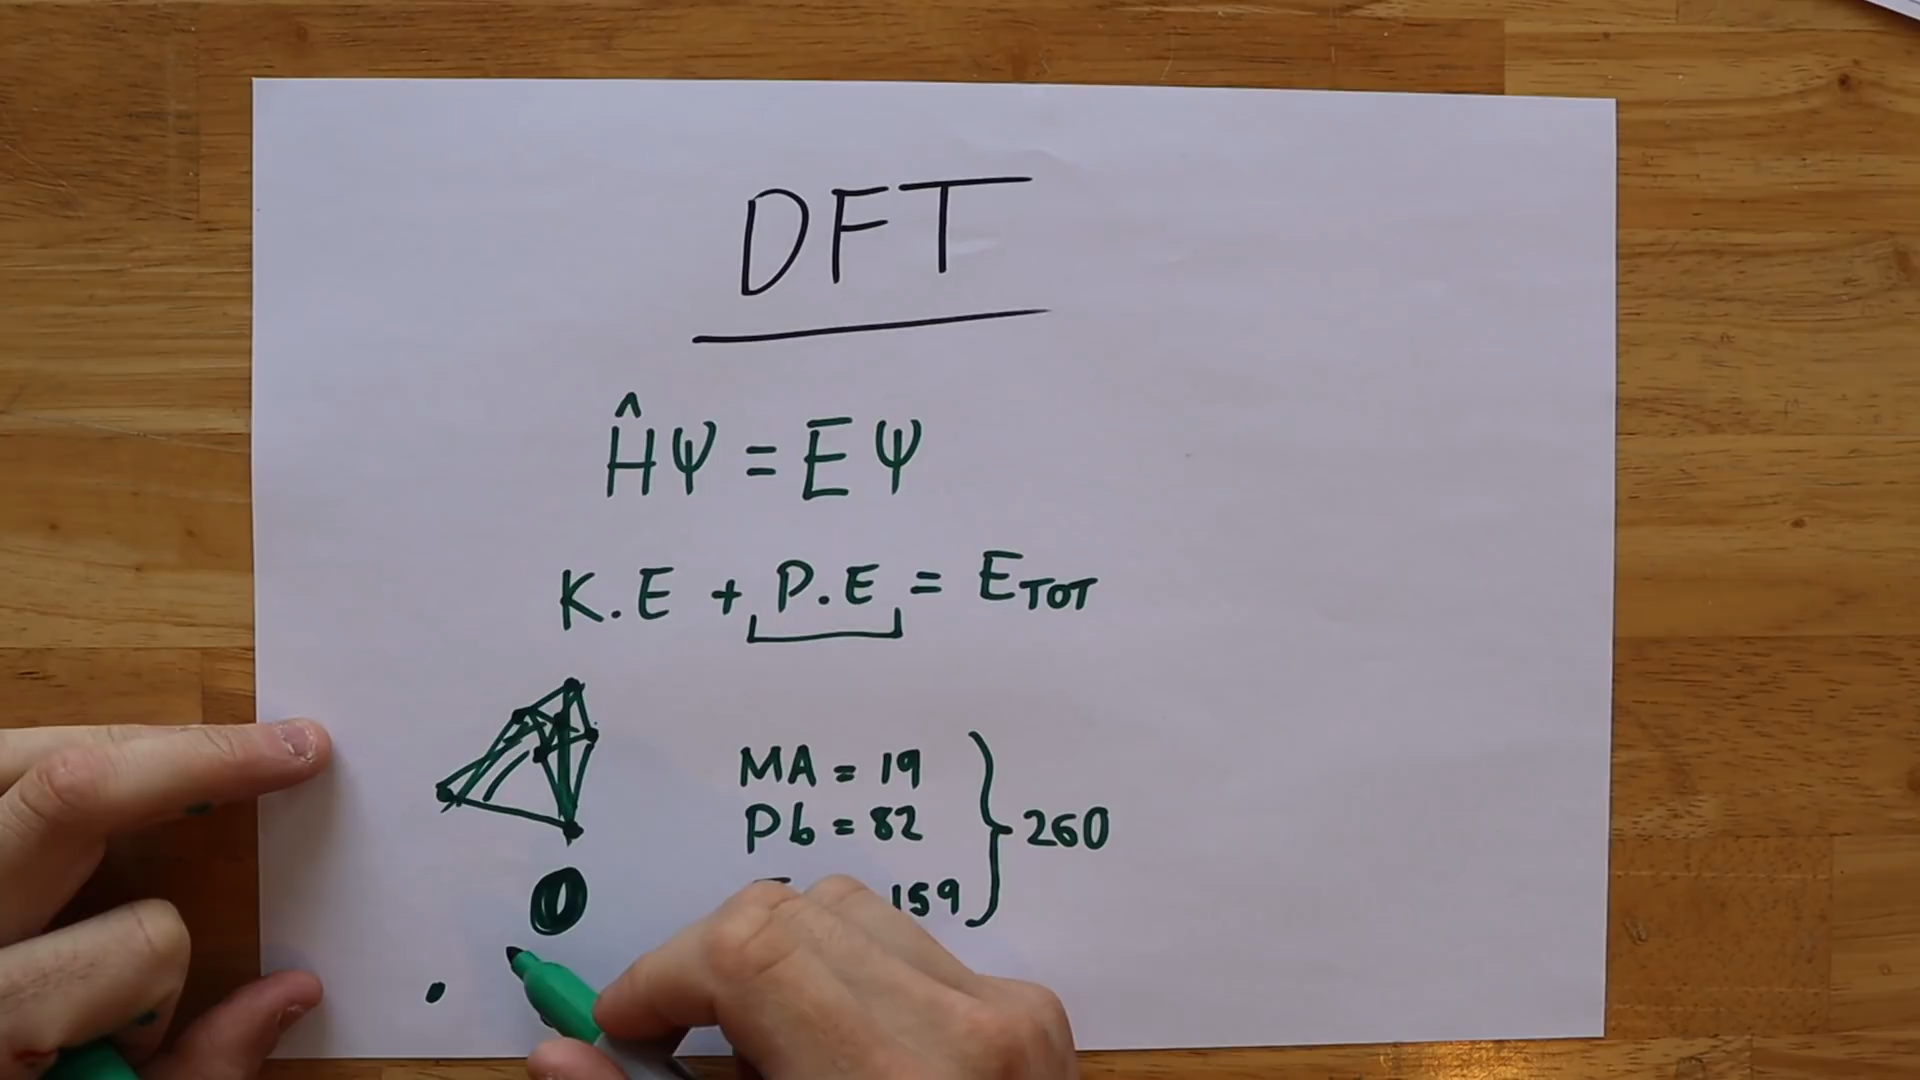 DFT
ĤΨ = EΨ
K.E + P.E = ETOT
MA = 19
Pb = 82
159
} 260